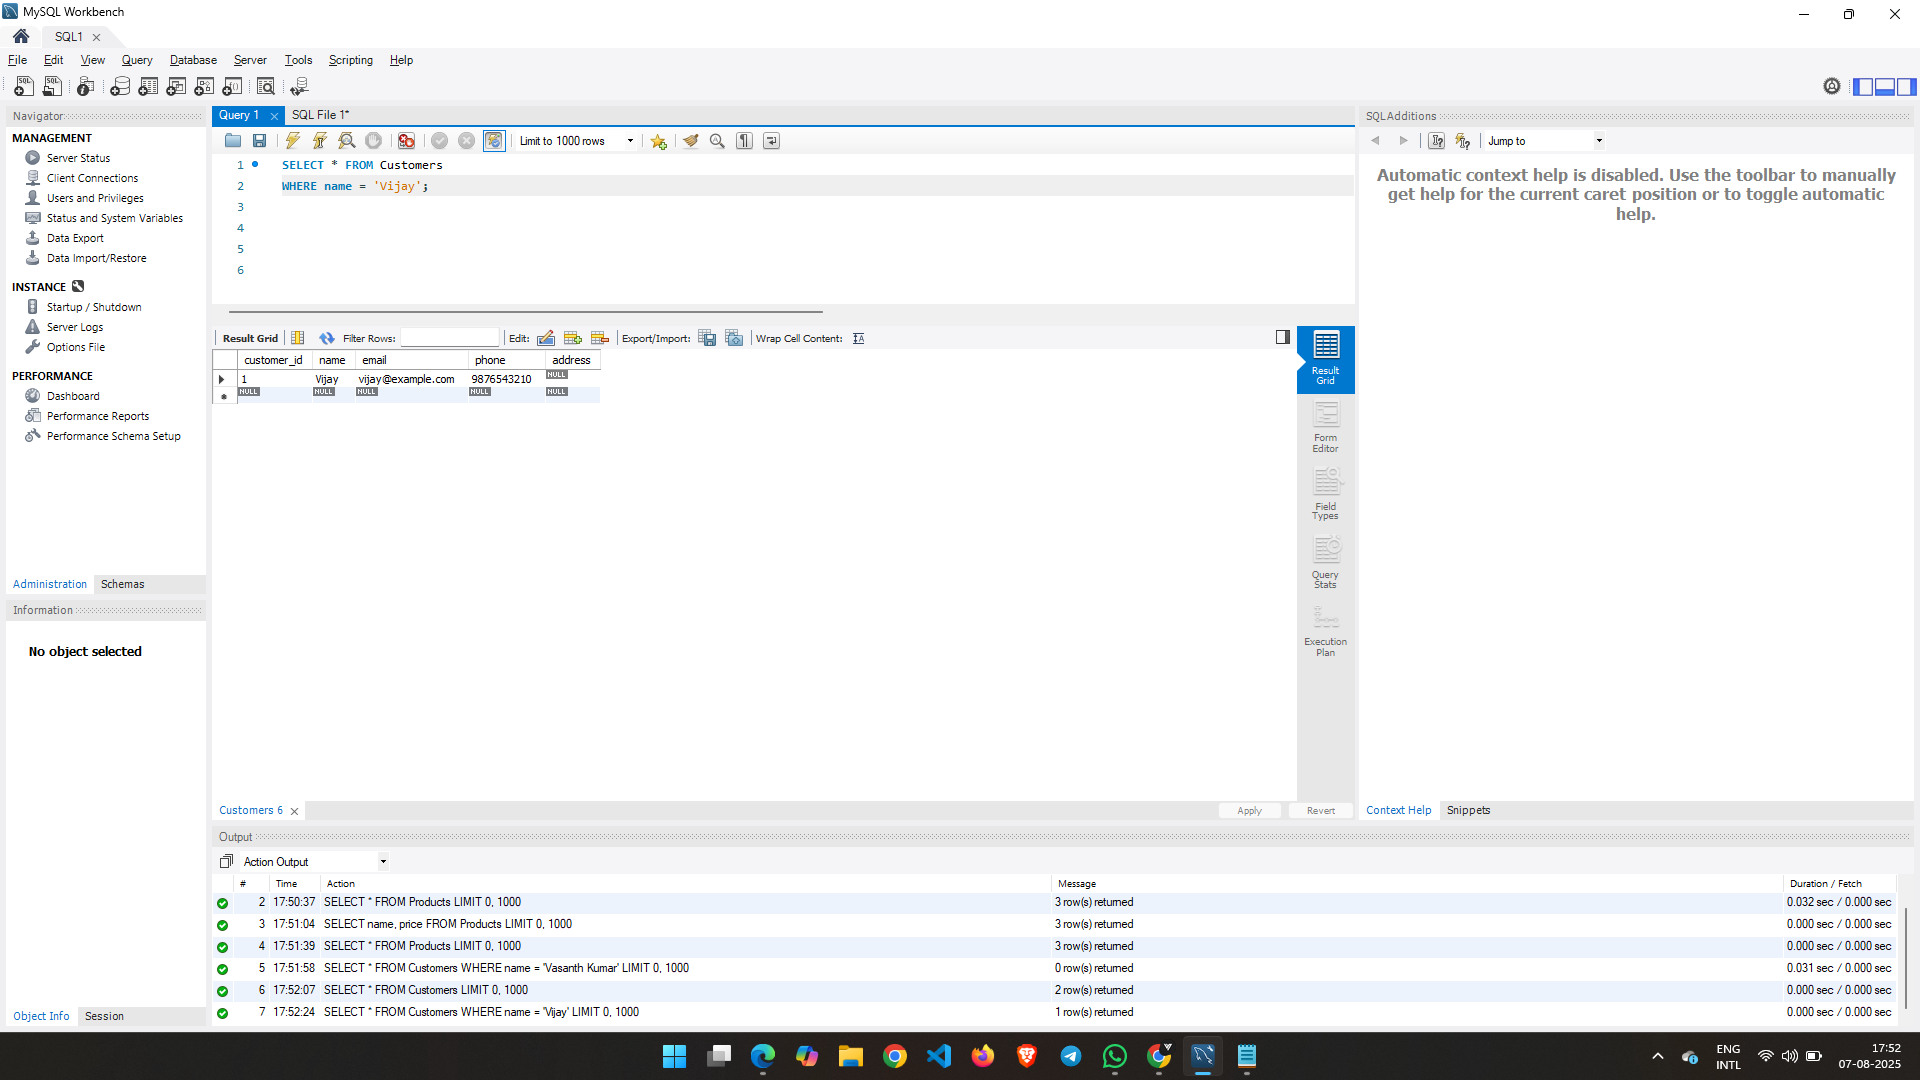 MySQL Workbench
SQL1
File Edit View Query Database Server Tools Scripting Help
Navigator
MANAGEMENT
Server Status
Client Connections
Users and Privileges
Status and System Variables
Data Export
Data Import/Restore
INSTANCE
Startup / Shutdown
Server Logs
Options File
PERFORMANCE
Dashboard
Performance Reports
Performance Schema Setup
Administration Schemas
Information
No object selected
Object Info Session
Query 1 SQL File 1*
Limit to 1000 rows
1 SELECT * FROM Customers
2 WHERE name = 'Vijay';
3
4
5
6
Result Grid Filter Rows: Edit: Export/Import: Wrap Cell Content:
customer_id name email phone address
1 Vijay vijay@example.com 9876543210 NULL
NULL NULL NULL NULL NULL
Result Grid
Form Editor
Field Types
Query Stats
Execution Plan
Customers 6 Apply Revert
SQLAdditions
Jump to
Automatic context help is disabled. Use the toolbar to manually
get help for the current caret position or to toggle automatic
help.
Context Help Snippets
Output
Action Output
# Time Action Message Duration / Fetch
2 17:50:37 SELECT * FROM Products LIMIT 0, 1000 3 row(s) returned 0.032 sec / 0.000 sec
3 17:51:04 SELECT name, price FROM Products LIMIT 0, 1000 3 row(s) returned 0.000 sec / 0.000 sec
4 17:51:39 SELECT * FROM Products LIMIT 0, 1000 3 row(s) returned 0.000 sec / 0.000 sec
5 17:51:58 SELECT * FROM Customers WHERE name = 'Vasanth Kumar' LIMIT 0, 1000 0 row(s) returned 0.031 sec / 0.000 sec
6 17:52:07 SELECT * FROM Customers LIMIT 0, 1000 2 row(s) returned 0.000 sec / 0.000 sec
7 17:52:24 SELECT * FROM Customers WHERE name = 'Vijay' LIMIT 0, 1000 1 row(s) returned 0.000 sec / 0.000 sec
ENG
INTL
17:52
07-08-2025